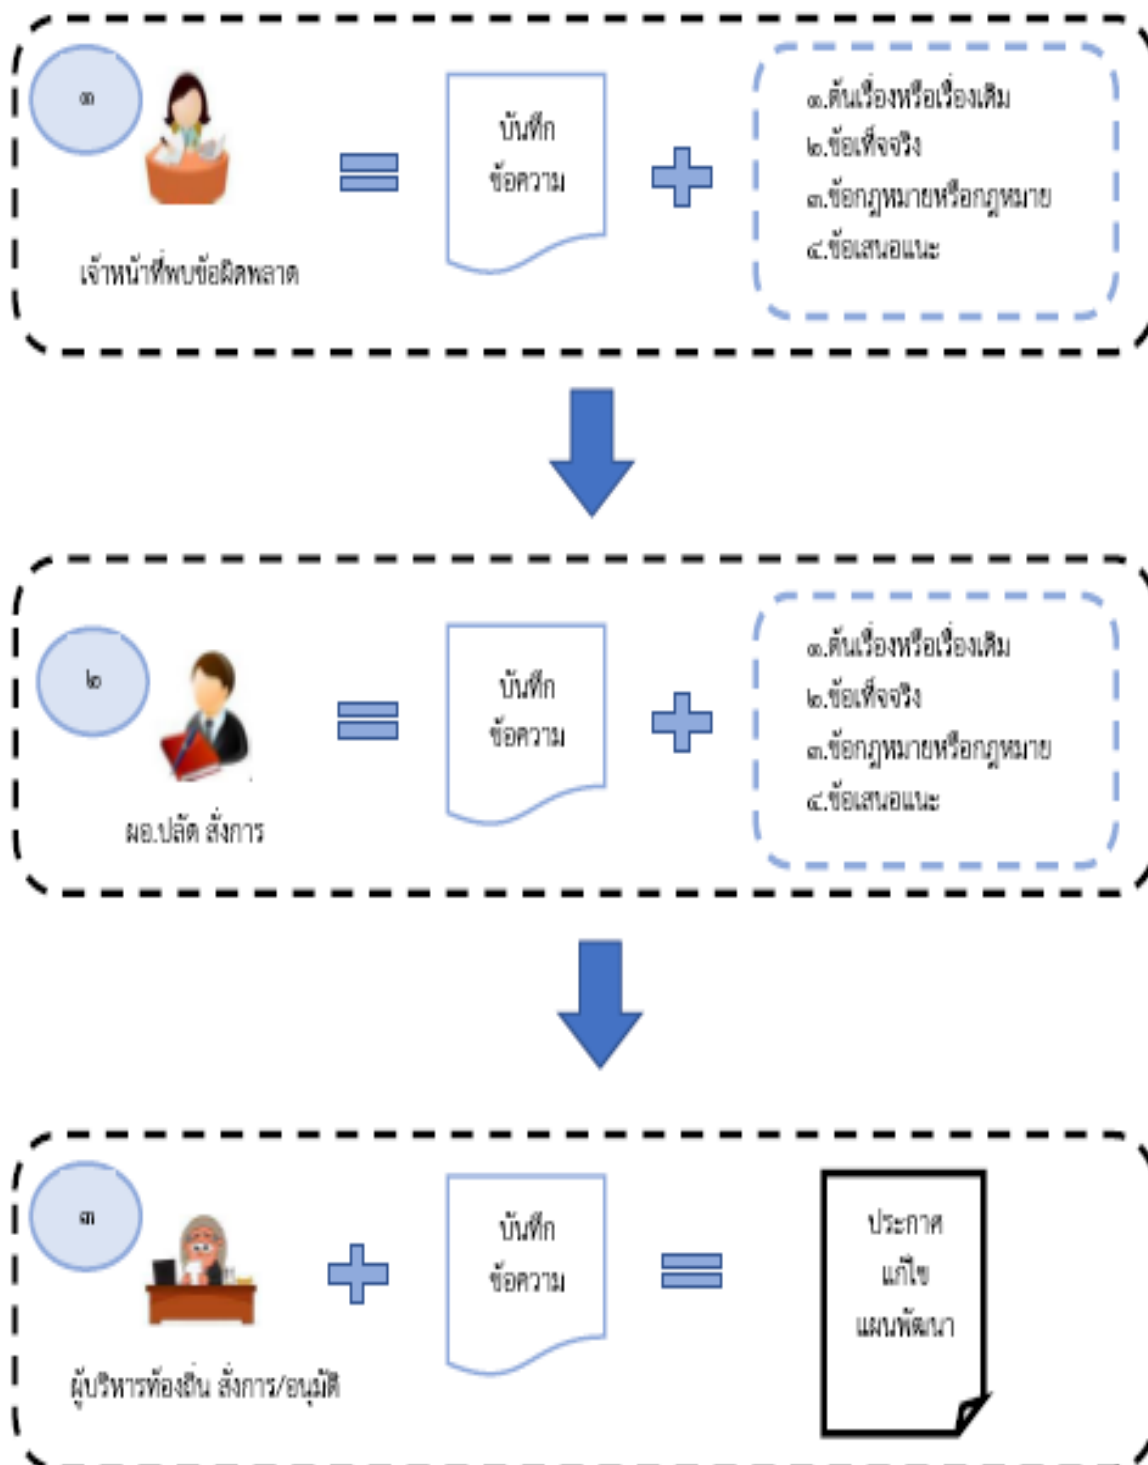 ๑
เจ้าหน้าที่พบข้อผิดพลาด
บันทึก
ข้อความ
๑.ต้นเรื่องหรือเรื่องเดิม
๒.ข้อเท็จจริง
๓.ข้อกฎหมายหรือกฎหมาย
๔.ข้อเสนอแนะ
๒
ผอ.ปลัด สั่งการ
บันทึก
ข้อความ
๑.ต้นเรื่องหรือเรื่องเดิม
๒.ข้อเท็จจริง
๓.ข้อกฎหมายหรือกฎหมาย
๔.ข้อเสนอแนะ
๓
ผู้บริหารท้องถิ่น สั่งการ/อนุมัติ
บันทึก
ข้อความ
ประกาศ
แก้ไข
แผนพัฒนา